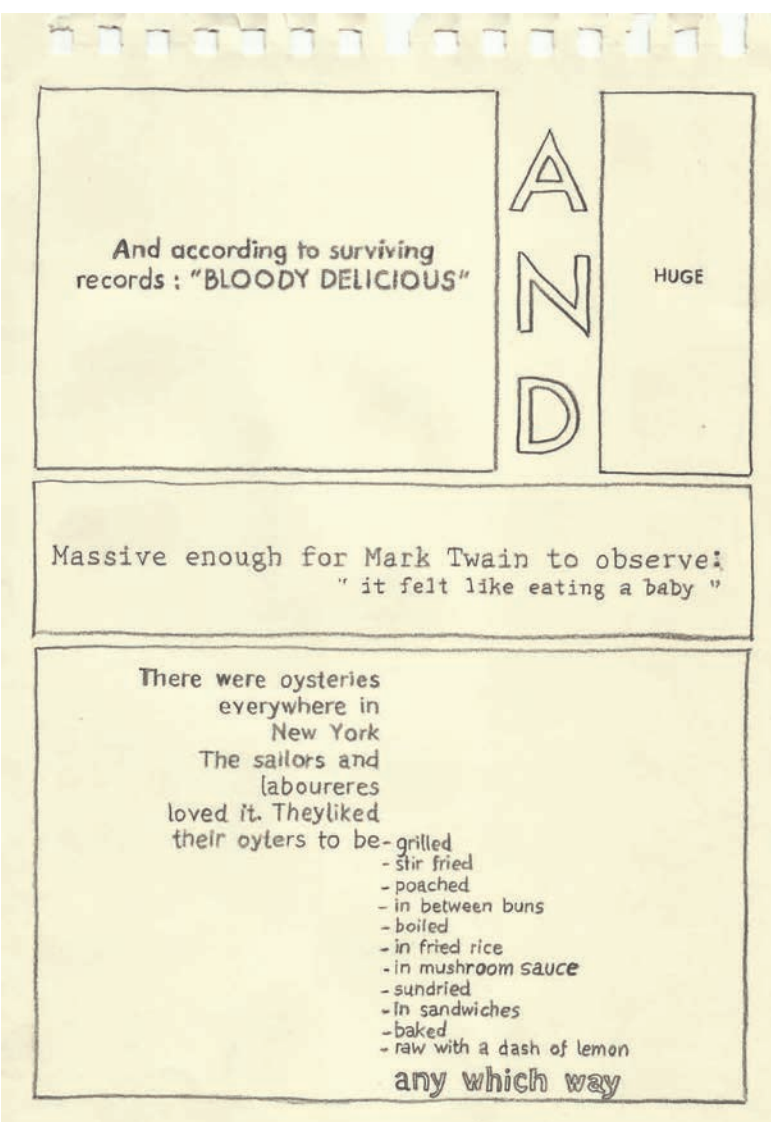 And according to surviving
records : "BLOODY DELICIOUS"
AND
HUGE
Massive enough for Mark Twain to observe:
" it felt like eating a baby "
There were oysteries
everywhere in
New York
The sailors and
laboureres
loved it. Theyliked
their oyters to be- grilled
- stir fried
- poached
- in between buns
- boiled
- in fried rice
- in mushroom sauce
- sundried
- in sandwiches
- baked
- raw with a dash of lemon
any which way